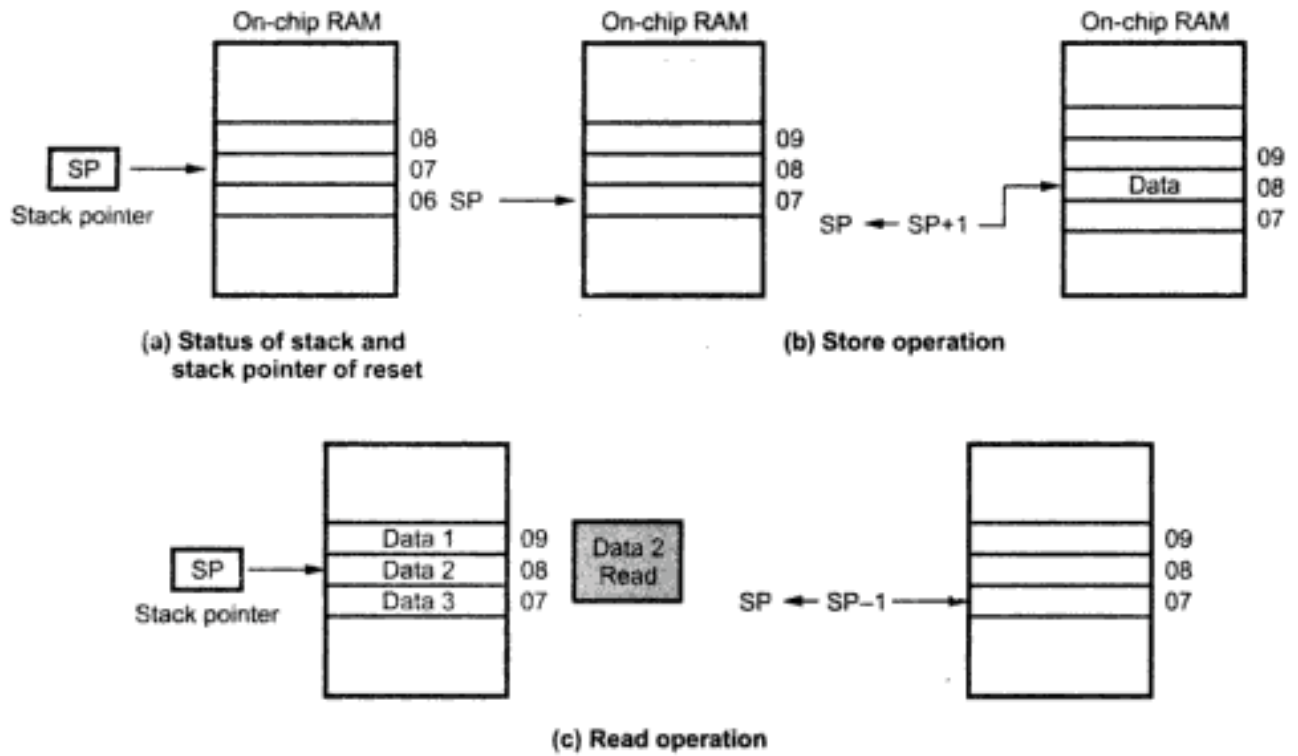 On-chip RAM
On-chip RAM
On-chip RAM
08
07
06
SP
Stack pointer
SP
09
08
07
SP
SP+1
Data
09
08
07
(a) Status of stack and
stack pointer of reset
(b) Store operation
SP
Stack pointer
Data 1
Data 2
Data 3
09
08
07
Data 2
Read
SP
SP–1
09
08
07
(c) Read operation